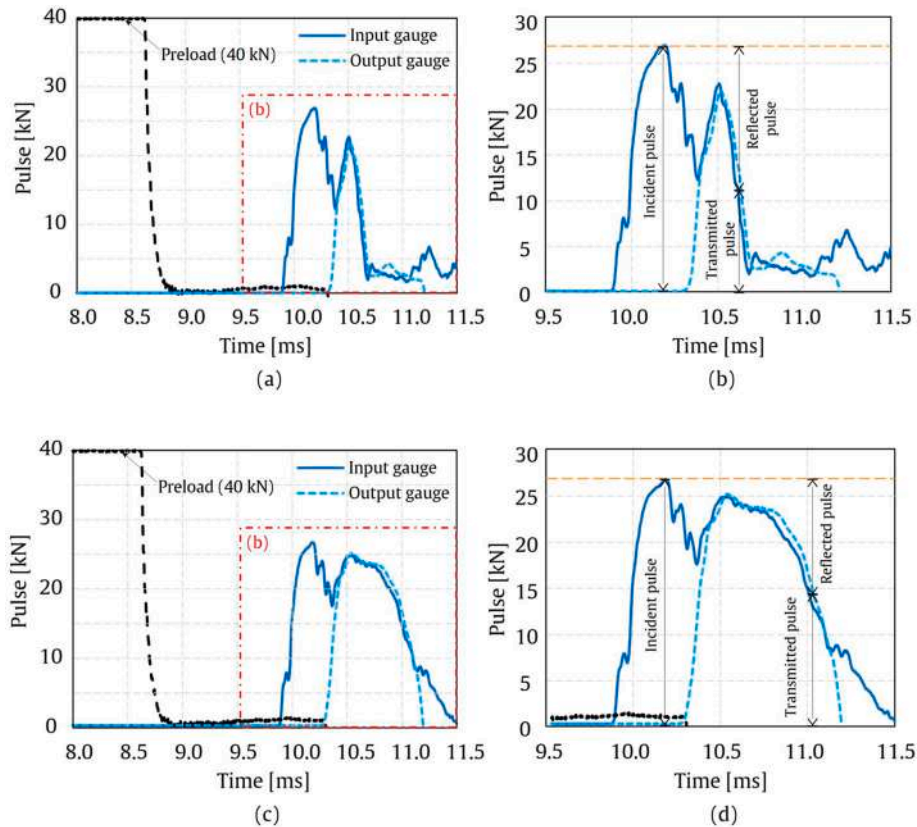 40
30
20
10
0
Pulse [kN]
Preload (40 kN)
Input gauge
Output gauge
(b)
8.0 8.5 9.0 9.5 10.0 10.5 11.0 11.5
Time [ms]
(a)
35
30
25
20
15
10
5
0
Pulse [kN]
Incident pulse
Transmitted
pulse
Reflected
pulse
9.5 10.0 10.5 11.0 11.5
Time [ms]
(b)
40
30
20
10
0
Pulse [kN]
Preload (40 kN)
Input gauge
Output gauge
(b)
8.0 8.5 9.0 9.5 10.0 10.5 11.0 11.5
Time [ms]
(c)
35
30
25
20
15
10
5
0
Pulse [kN]
Incident pulse
Transmitted pulse
Reflected pulse
9.5 10.0 10.5 11.0 11.5
Time [ms]
(d)